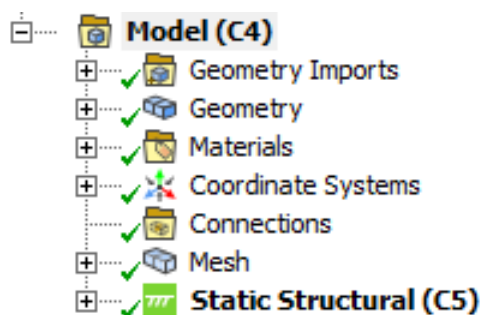 Model (C4)
Geometry Imports
Geometry
Materials
Coordinate Systems
Connections
Mesh
Static Structural (C5)